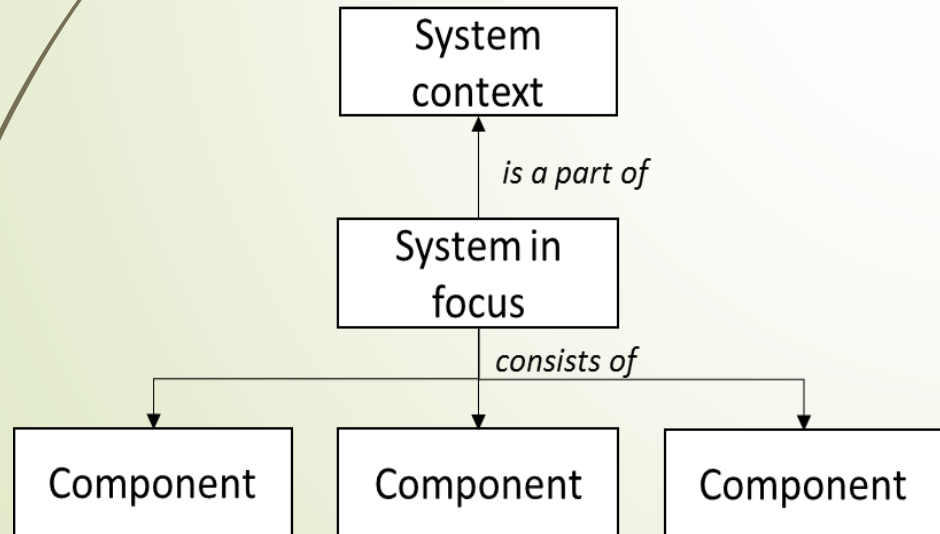 System
context
is a part of
System in
focus
consists of
Component
Component
Component